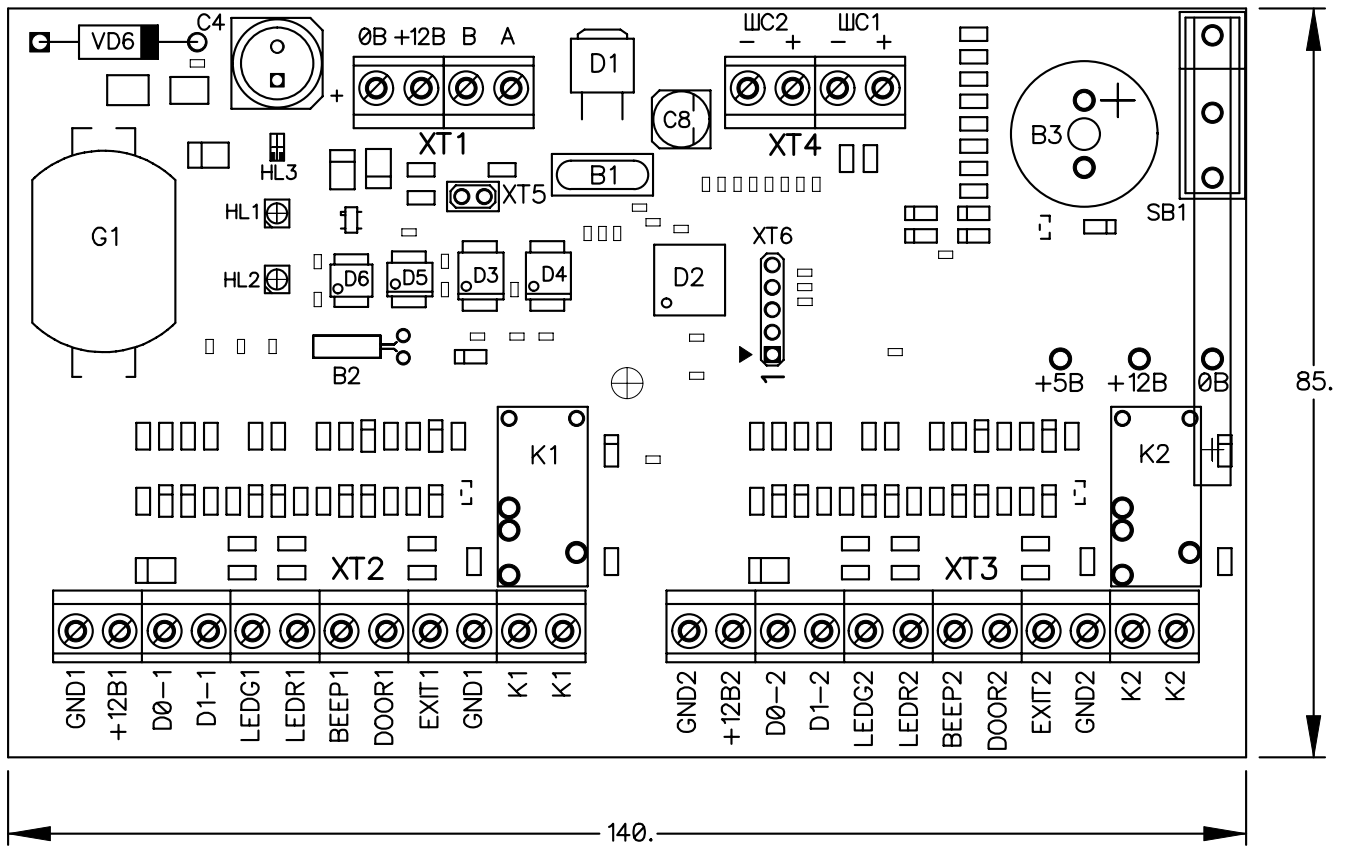 C4
ШС2 ШС1
VD6
0В +12В B A
− + − +
D1
+
C8
B3
XT1
XT4
HL3
B1
XT5
HL1
SB1
G1
XT6
HL2
D6
D5
D3
D4
D2
B2
1
+5В
+12В
0В
85.
K1
K2
XT2
XT3
GND1
+12В1
D0-1
D1-1
LEDG1
LEDR1
BEEP1
DOOR1
EXIT1
GND1
K1
K1
GND2
+12В2
D0-2
D1-2
LEDG2
LEDR2
BEEP2
DOOR2
EXIT2
GND2
K2
K2
140.